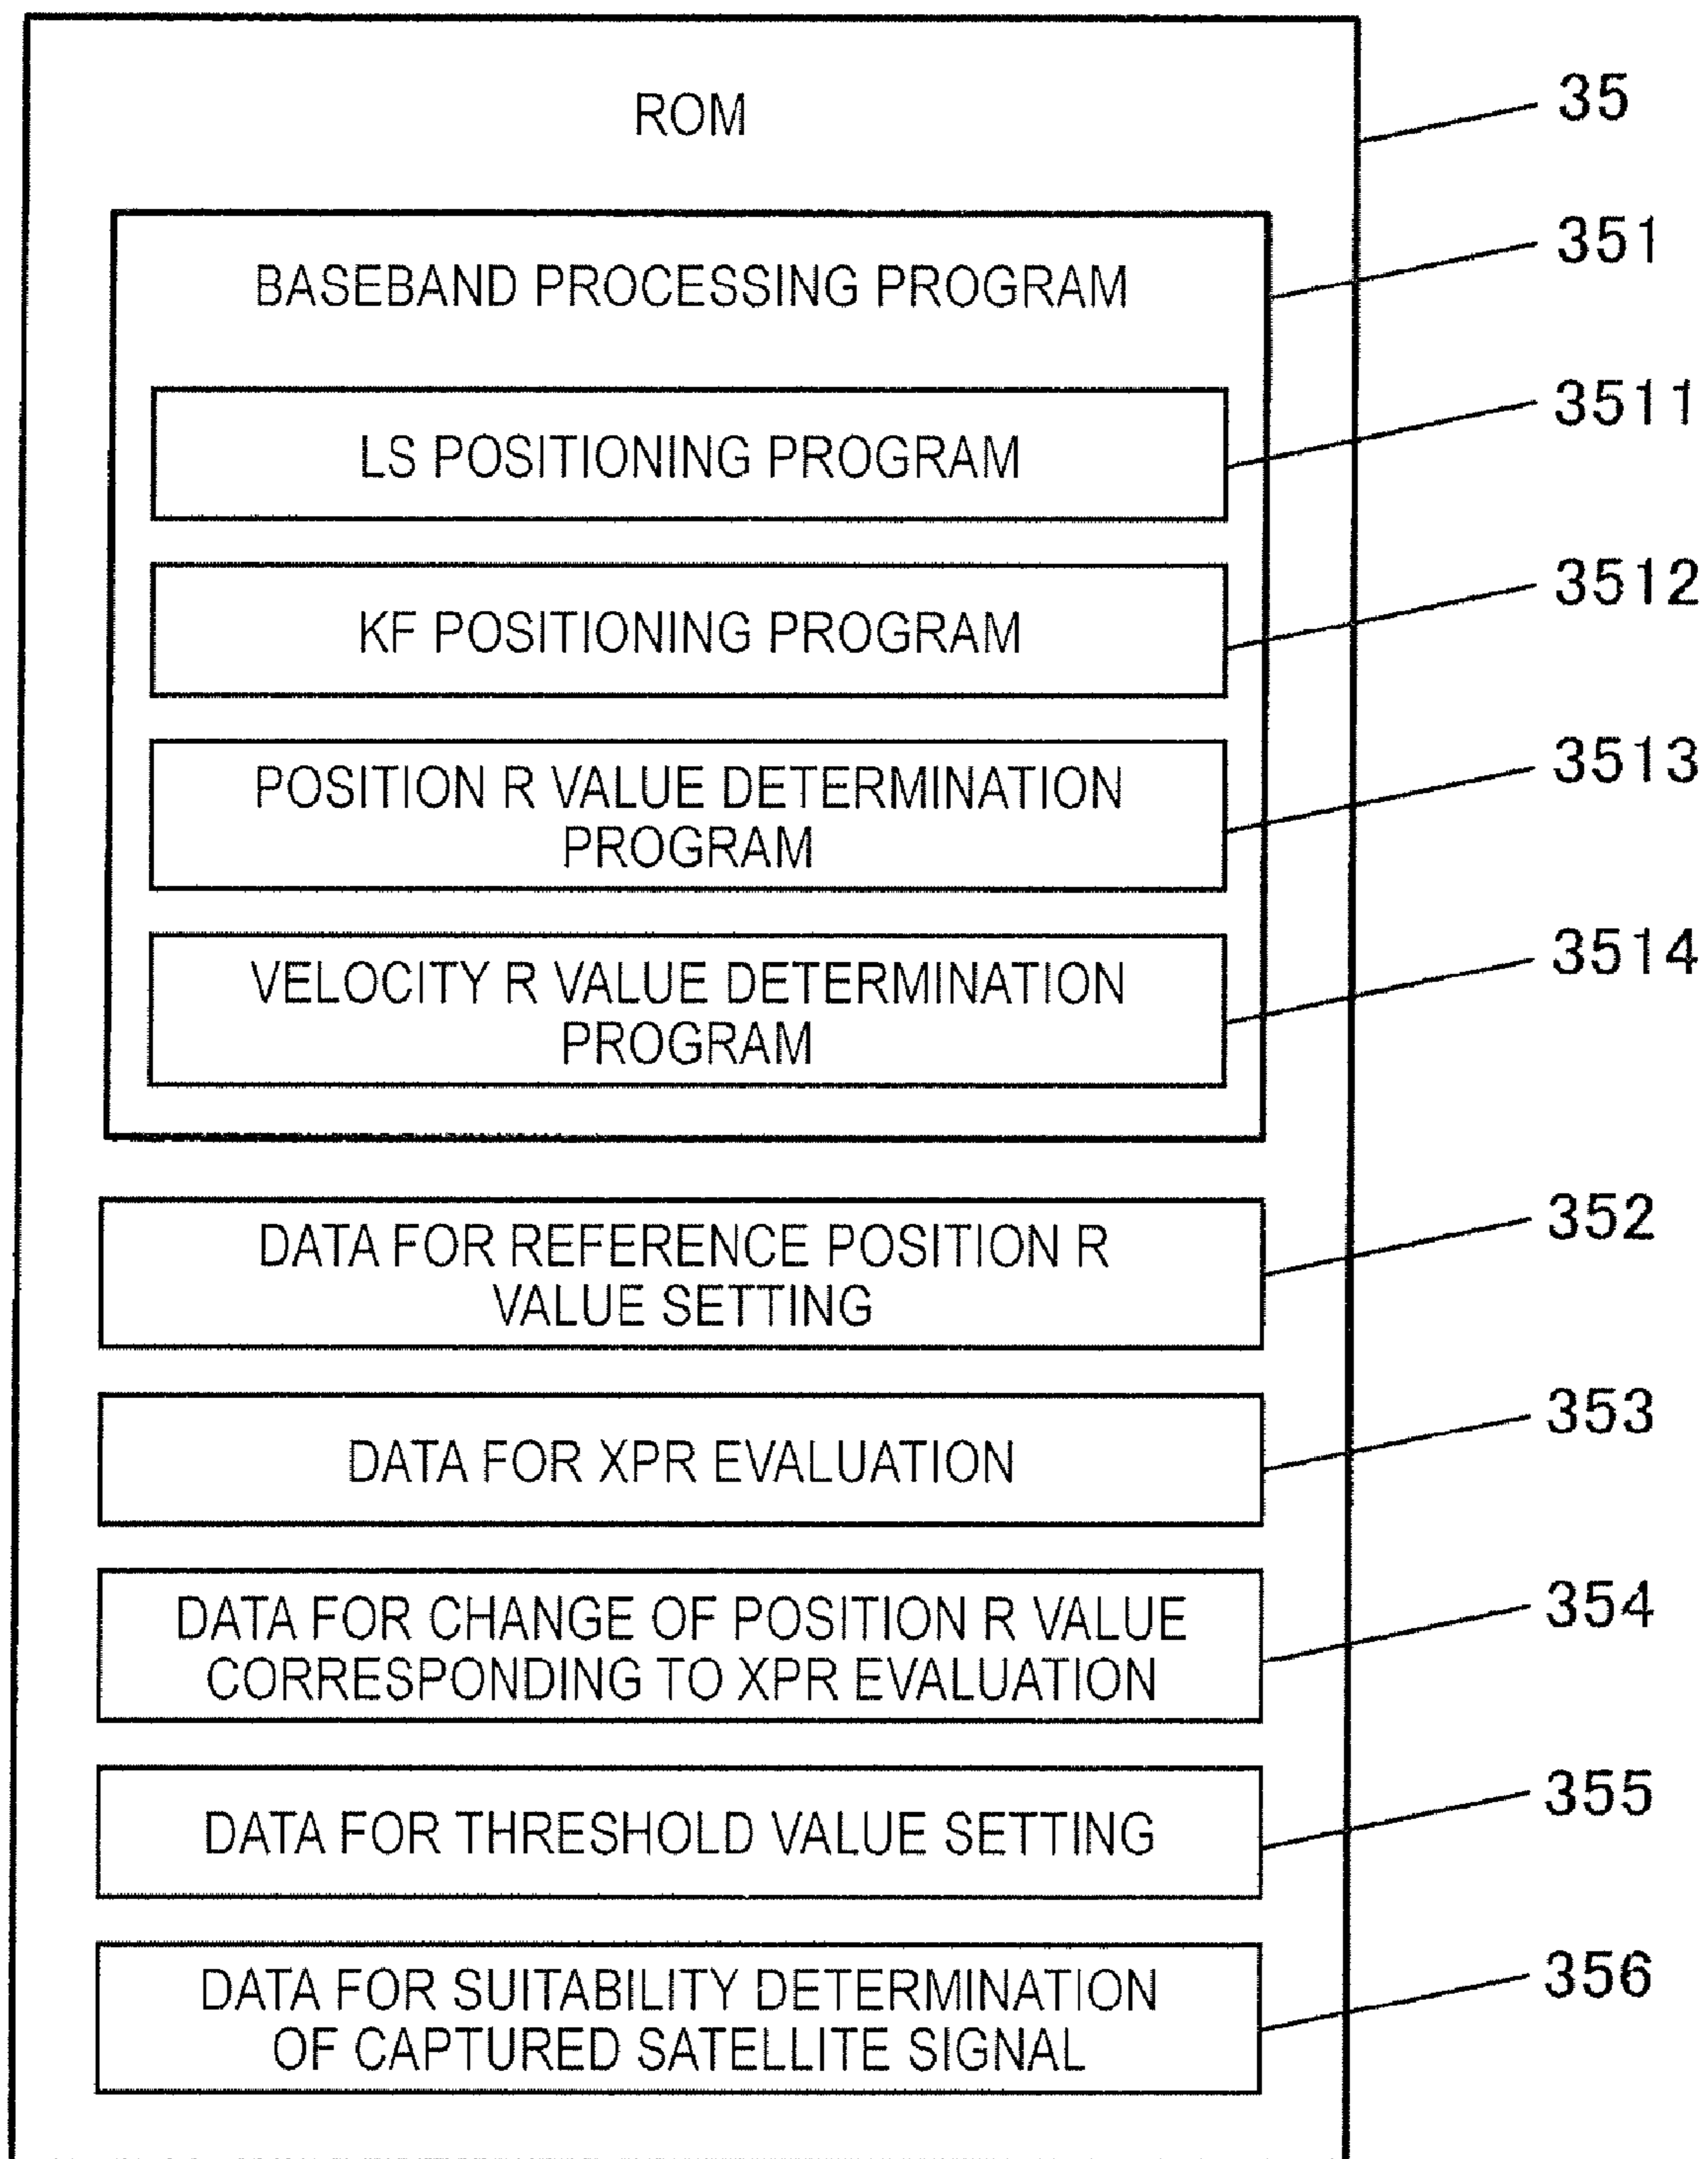 ROM
35
351
BASEBAND PROCESSING PROGRAM
3511
LS POSITIONING PROGRAM
3512
KF POSITIONING PROGRAM
3513
POSITION R VALUE DETERMINATION
PROGRAM
3514
VELOCITY R VALUE DETERMINATION
PROGRAM
352
DATA FOR REFERENCE POSITION R
VALUE SETTING
353
DATA FOR XPR EVALUATION
354
DATA FOR CHANGE OF POSITION R VALUE
CORRESPONDING TO XPR EVALUATION
355
DATA FOR THRESHOLD VALUE SETTING
356
DATA FOR SUITABILITY DETERMINATION
OF CAPTURED SATELLITE SIGNAL